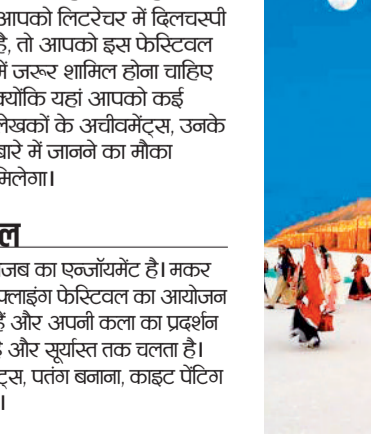 आपको लिटरेचर में दिलचस्पी
है, तो आपको इस फेस्टिवल
में जरूर शामिल होना चाहिए
क्योंकि यहां आपको कई
लेखकों के अचीवमेंट्स, उनके
बारे में जानने का मौका
मिलेगा।
ल
का एन्जॉयमेंट है। मकर
फ्लाइंग फेस्टिवल का आयोजन
हैं और अपनी कला का प्रदर्शन
है और सूर्यास्त तक चलता है।
पतंग बनाना, काइट पेंटिग
।